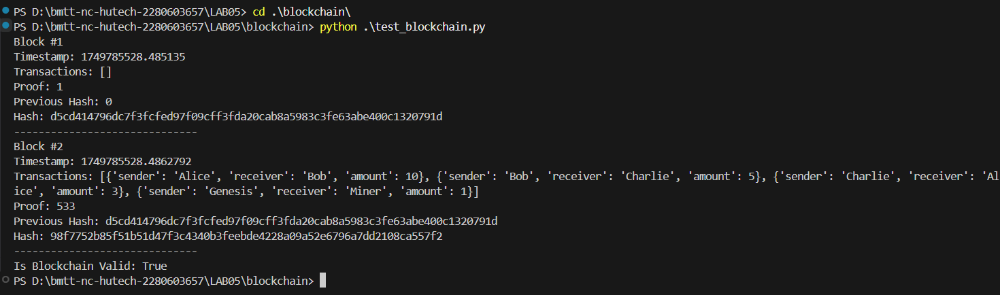 PS D:\bmtt-nc-hutech-2280603657\LAB05> cd .\blockchain\
PS D:\bmtt-nc-hutech-2280603657\LAB05\blockchain> python .\test_blockchain.py
Block #1
Timestamp: 1749785528.485135
Transactions: []
Proof: 1
Previous Hash: 0
Hash: d5cd414796dc7f3fcfed97f09cff3fda20cab8a5983c3fe63abe400c1320791d
------------------------------
Block #2
Timestamp: 1749785528.4862792
Transactions: [{'sender': 'Alice', 'receiver': 'Bob', 'amount': 10}, {'sender': 'Bob', 'receiver': 'Charlie', 'amount': 5}, {'sender': 'Charlie', 'receiver': 'Al
ice', 'amount': 3}, {'sender': 'Genesis', 'receiver': 'Miner', 'amount': 1}]
Proof: 533
Previous Hash: d5cd414796dc7f3fcfed97f09cff3fda20cab8a5983c3fe63abe400c1320791d
Hash: 98f7752b85f51b51d47f3c4340b3feebde4228a09a52e6796a7dd2108ca557f2
------------------------------
Is Blockchain Valid: True
PS D:\bmtt-nc-hutech-2280603657\LAB05\blockchain>